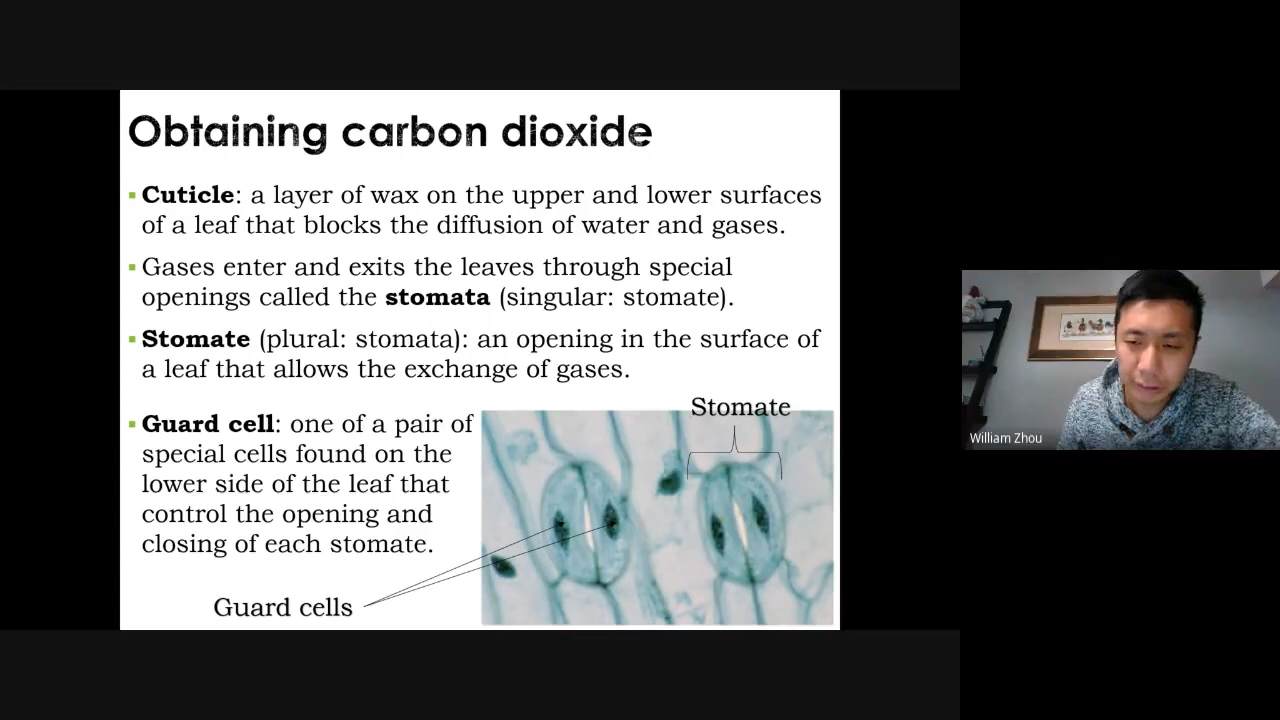 Obtaining carbon dioxide
▪ Cuticle: a layer of wax on the upper and lower surfaces
of a leaf that blocks the diffusion of water and gases.
▪ Gases enter and exits the leaves through special
openings called the stomata (singular: stomate).
▪ Stomate (plural: stomata): an opening in the surface of
a leaf that allows the exchange of gases.
▪ Guard cell: one of a pair of
special cells found on the
lower side of the leaf that
control the opening and
closing of each stomate.
Stomate
Guard cells
William Zhou